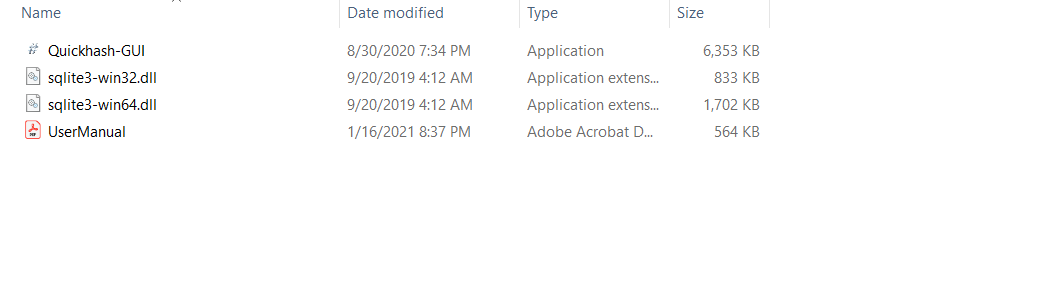 Name Date modified Type Size
Quickhash-GUI 8/30/2020 7:34 PM Application 6,353 KB
sqlite3-win32.dll 9/20/2019 4:12 AM Application extens... 833 KB
sqlite3-win64.dll 9/20/2019 4:12 AM Application extens... 1,702 KB
UserManual 1/16/2021 8:37 PM Adobe Acrobat D... 564 KB